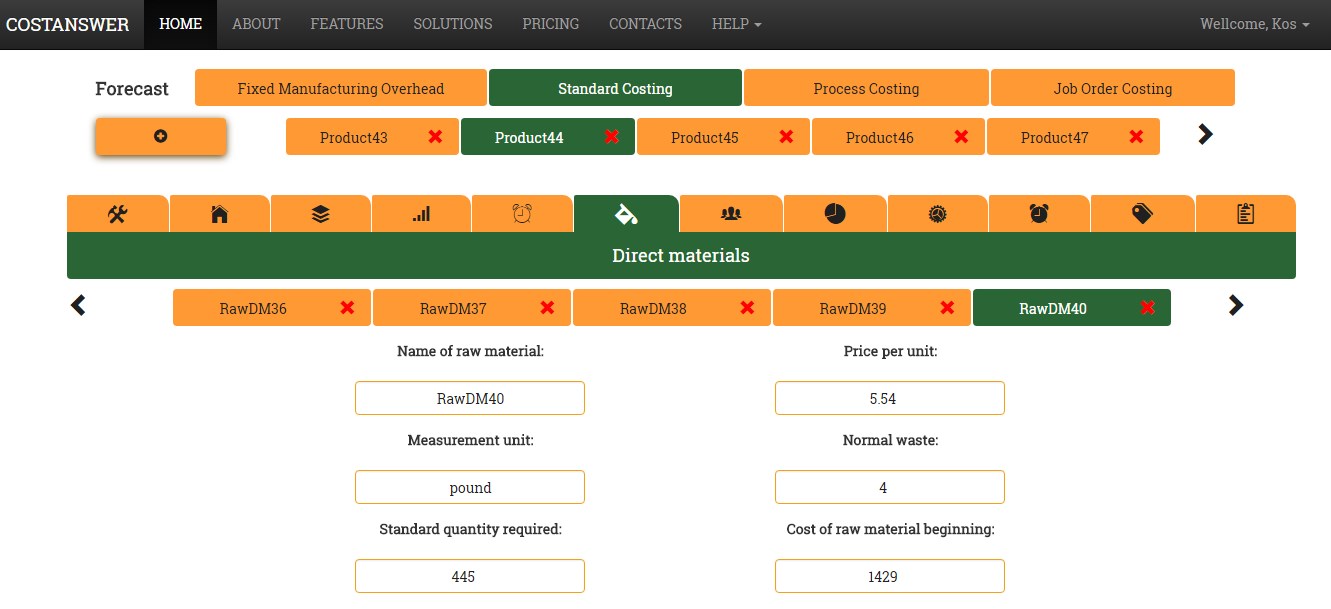 COSTANSWER HOME ABOUT FEATURES SOLUTIONS PRICING CONTACTS HELP Wellcome, Kos
Forecast Fixed Manufacturing Overhead Standard Costing Process Costing Job Order Costing
Product43 Product44 Product45 Product46 Product47
Direct materials
RawDM36 RawDM37 RawDM38 RawDM39 RawDM40
Name of raw material: Price per unit:
RawDM40 5.54
Measurement unit: Normal waste:
pound 4
Standard quantity required: Cost of raw material beginning:
445 1429